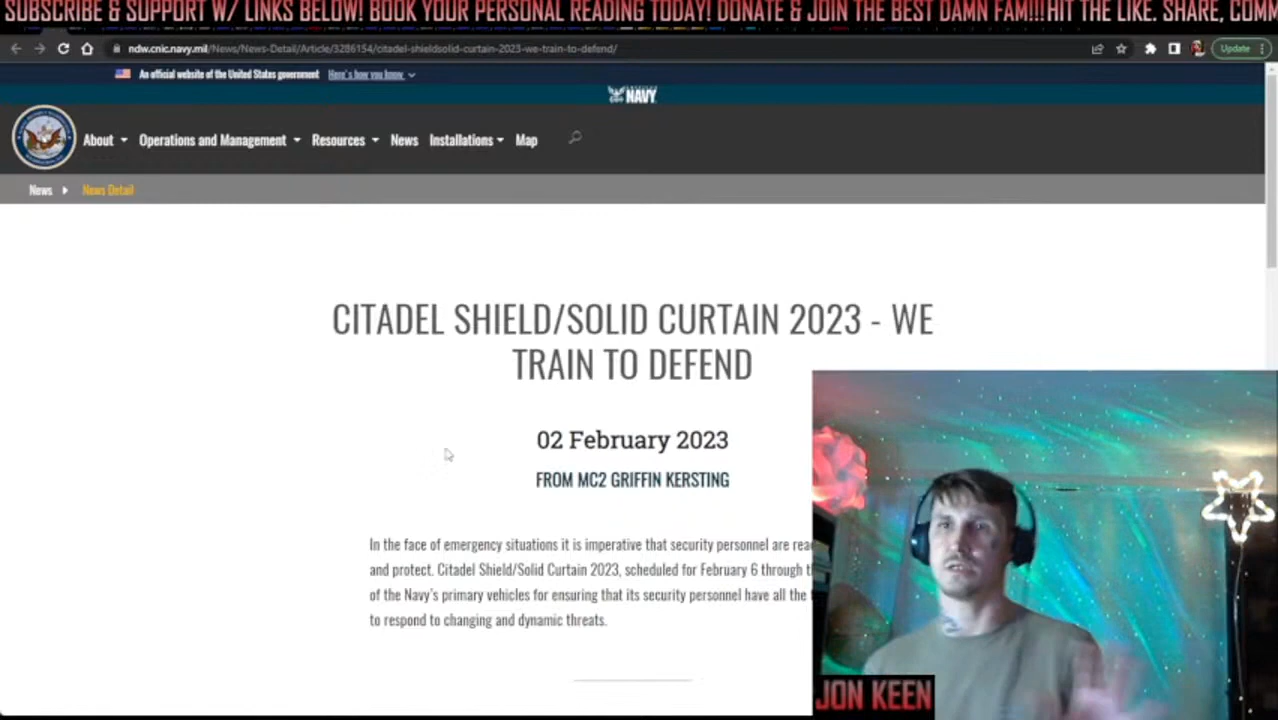 SUBSCRIBE & SUPPORT W/ LINKS BELOW! BOOK YOUR PERSONAL READING TODAY! DONATE & JOIN THE BEST DAMN FAM!!! HIT THE LIKE. SHARE, COMM
ndw.cnic.navy.mil/News/News-Detail/Article/3286154/citadel-shieldsolid-curtain-2023-we-train-to-defend/
Update
An official website of the United States government Here's how you know
NAVY
About Operations and Management Resources News Installations Map
News News Detail
CITADEL SHIELD/SOLID CURTAIN 2023 - WE
TRAIN TO DEFEND
02 February 2023
FROM MC2 GRIFFIN KERSTING
In the face of emergency situations it is imperative that security personnel are
and protect. Citadel Shield/Solid Curtain 2023, scheduled for February 6 through
of the Navy's primary vehicles for ensuring that its security personnel have all the
to respond to changing and dynamic threats.
JON KEEN